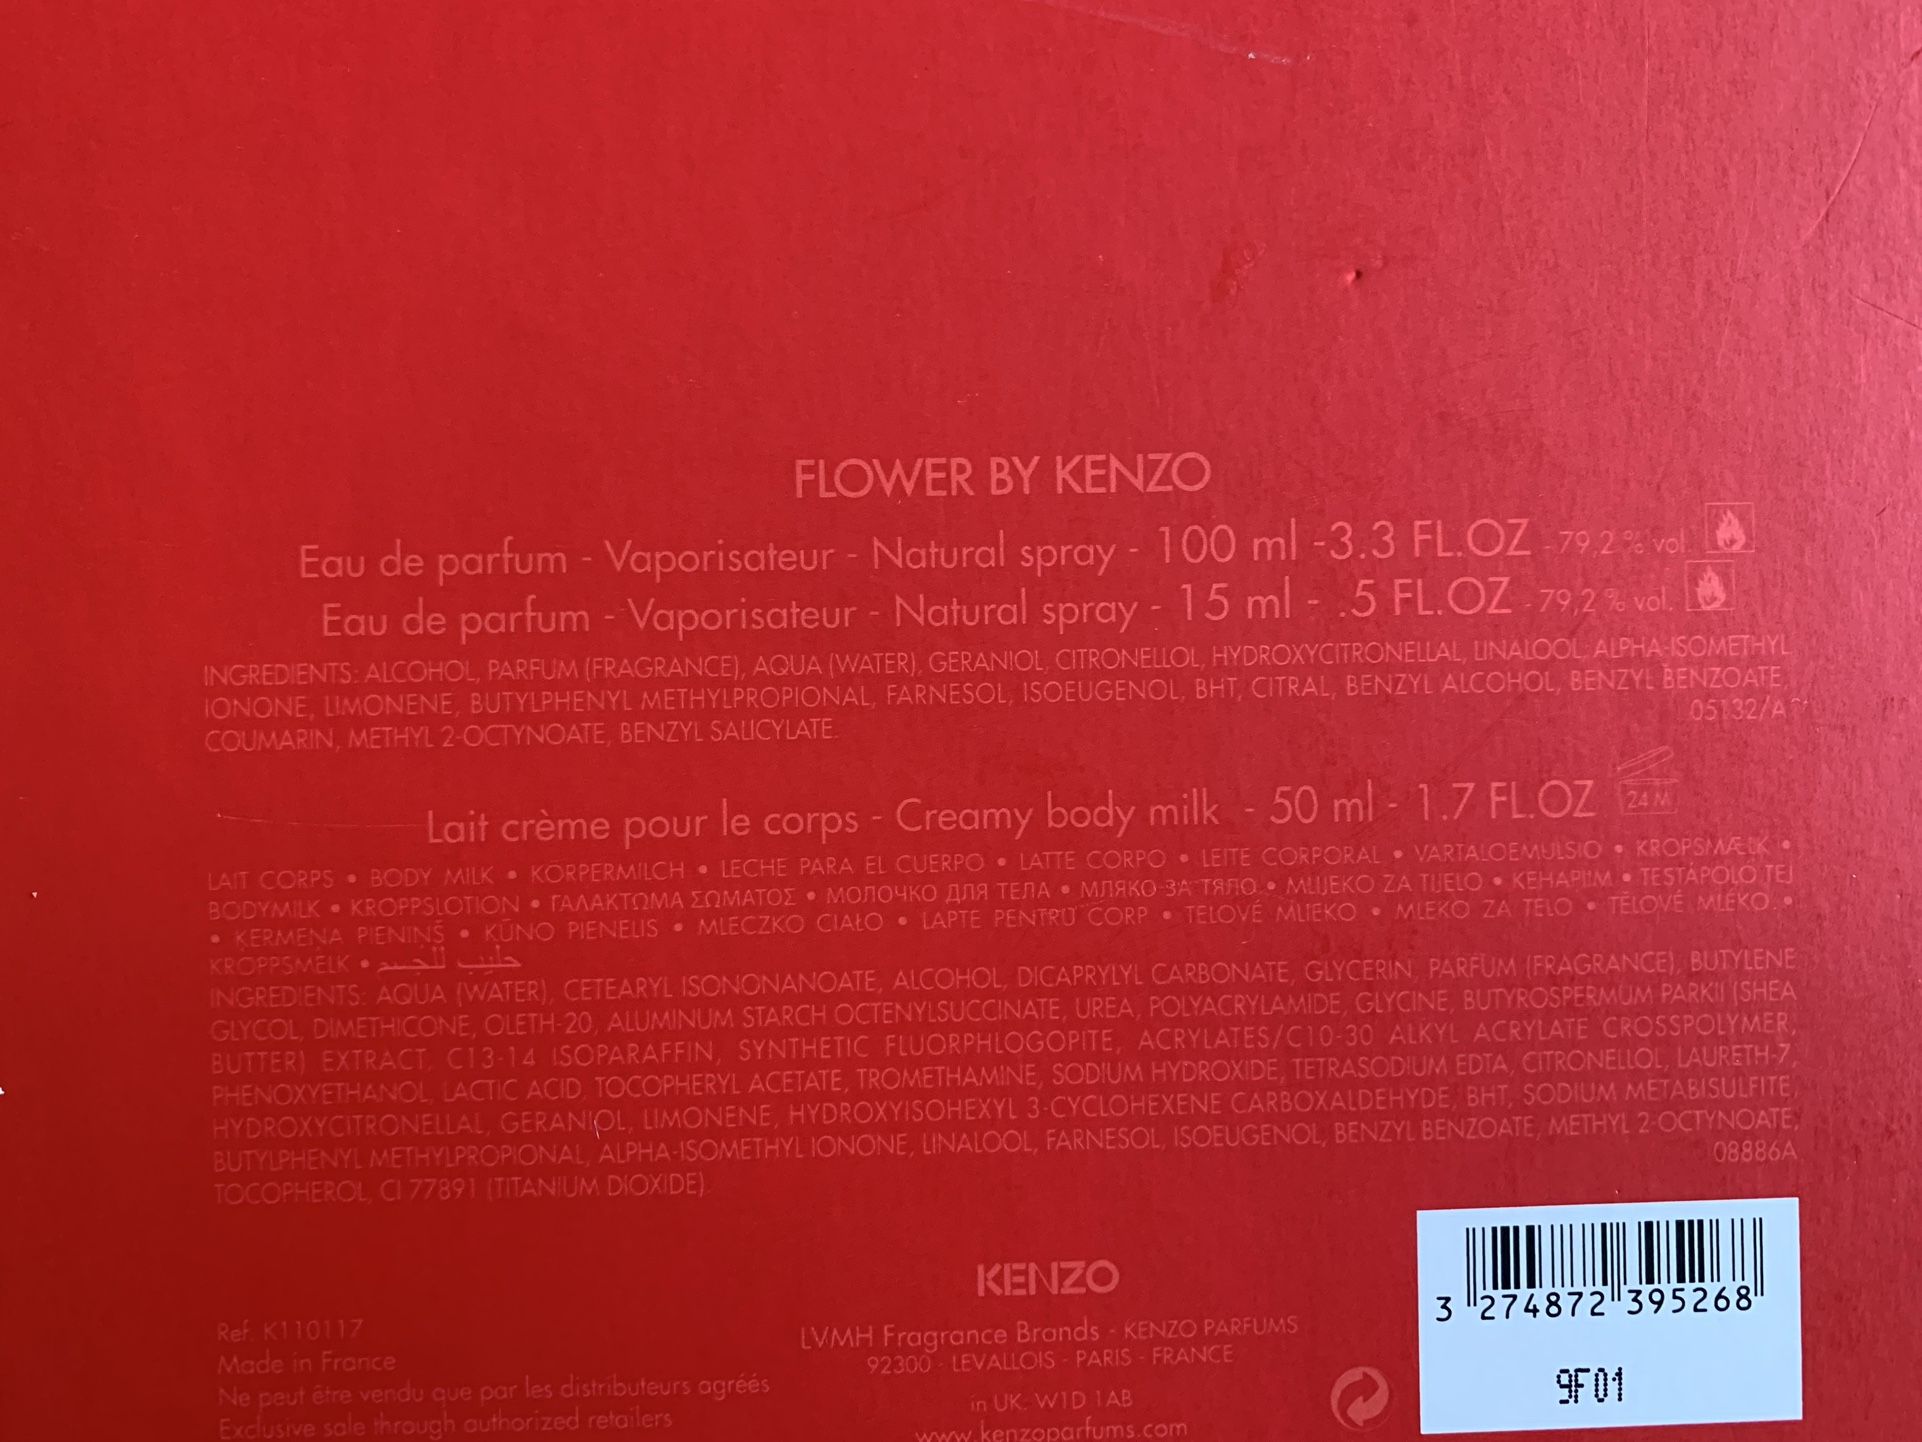 FLOWER BY KENZO
Eau de parfum - Vaporisateur - Natural spray - 100 ml -3.3 FL.OZ - 79,2 % vol.
Eau de parfum - Vaporisateur - Natural spray - 15 ml - .5 FL.OZ - 79,2 % vol.
INGREDIENTS: ALCOHOL, PARFUM (FRAGRANCE), AQUA (WATER), GERANIOL, CITRONELLOL, HYDROXYCITRONELLAL, LINALOOL, ALPHA-ISOMETHYL
IONONE, LIMONENE, BUTYLPHENYL METHYLPROPIONAL, FARNESOL, ISOEUGENOL, BHT, CITRAL, BENZYL ALCOHOL, BENZYL BENZOATE,
COUMARIN, METHYL 2-OCTYNOATE, BENZYL SALICYLATE.
05132/A
Lait crème pour le corps - Creamy body milk - 50 ml - 1.7 FL.OZ
24 M
LAIT CORPS • BODY MILK • KÖRPERMILCH • LECHE PARA EL CUERPO • LATTE CORPO • LEITE CORPORAL • VARTALOEMULSIO • KROPSMÆLK •
BODYMILK • KROPPSLOTION • ΓΑΛΑΚΤΩΜΑ ΣΩΜΑΤΟΣ • МОЛОЧКО ДЛЯ ТЕЛА • МЛЯКО ЗА ТЯЛО • MLIJEKO ZA TIJELO • KEHAPIIM • TESTÁPOLÓ TEJ
• ĶERMEŅA PIENIŅŠ • KŪNO PIENELIS • MLECZKO CIAŁO • LAPTE PENTRU CORP • TELOVÉ MLIEKO • MLEKO ZA TELO • TĚLOVÉ MLÉKO •
KROPPSMELK • حليب للجسم
INGREDIENTS: AQUA (WATER), CETEARYL ISONONANOATE, ALCOHOL, DICAPRYLYL CARBONATE, GLYCERIN, PARFUM (FRAGRANCE), BUTYLENE
GLYCOL, DIMETHICONE, OLETH-20, ALUMINUM STARCH OCTENYLSUCCINATE, UREA, POLYACRYLAMIDE, GLYCINE, BUTYROSPERMUM PARKII (SHEA
BUTTER) EXTRACT, C13-14 ISOPARAFFIN, SYNTHETIC FLUORPHLOGOPITE, ACRYLATES/C10-30 ALKYL ACRYLATE CROSSPOLYMER,
PHENOXYETHANOL, LACTIC ACID, TOCOPHERYL ACETATE, TROMETHAMINE, SODIUM HYDROXIDE, TETRASODIUM EDTA, CITRONELLOL, LAURETH-7,
HYDROXYCITRONELLAL, GERANIOL, LIMONENE, HYDROXYISOHEXYL 3-CYCLOHEXENE CARBOXALDEHYDE, BHT, SODIUM METABISULFITE,
BUTYLPHENYL METHYLPROPIONAL, ALPHA-ISOMETHYL IONONE, LINALOOL, FARNESOL, ISOEUGENOL, BENZYL BENZOATE, METHYL 2-OCTYNOATE,
TOCOPHEROL, CI 77891 (TITANIUM DIOXIDE).
08886A
KENZO
LVMH Fragrance Brands - KENZO PARFUMS
92300 - LEVALLOIS - PARIS - FRANCE
in UK: W1D 1AB
www.kenzoparfums.com
Ref. K110117
Made in France
Ne peut être vendu que par les distributeurs agréés
Exclusive sale through authorized retailers
3 274872 395268
9F01